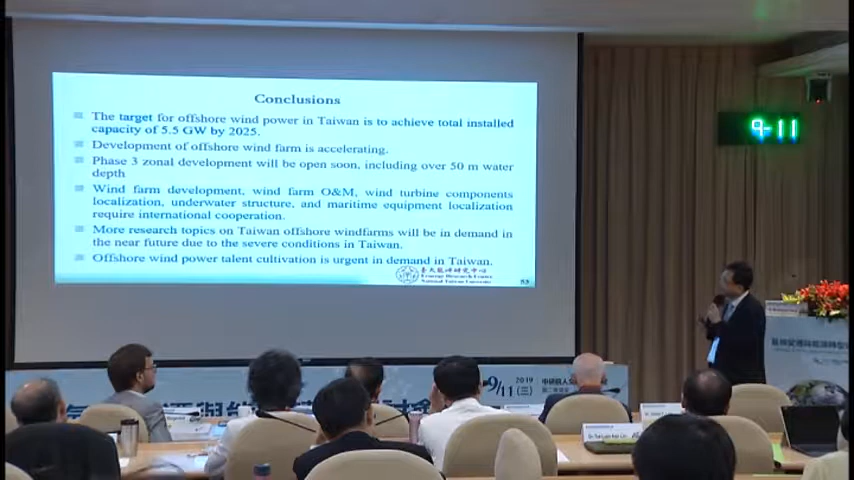 Conclusions
The target for offshore wind power in Taiwan is to achieve total installed
capacity of 5.5 GW by 2025.
Development of offshore wind farm is accelerating.
Phase 3 zonal development will be open soon, including over 50 m water
depth
Wind farm development, wind farm O&M, wind turbine components
localization, underwater structure, and maritime equipment localization
require international cooperation.
More research topics on Taiwan offshore windfarms will be in demand in
the near future due to the severe conditions in Taiwan.
Offshore wind power talent cultivation is urgent in demand in Taiwan.
臺大能源研究中心
Energy Research Center
National Taiwan University
53
9-11
9/11(三)
2019